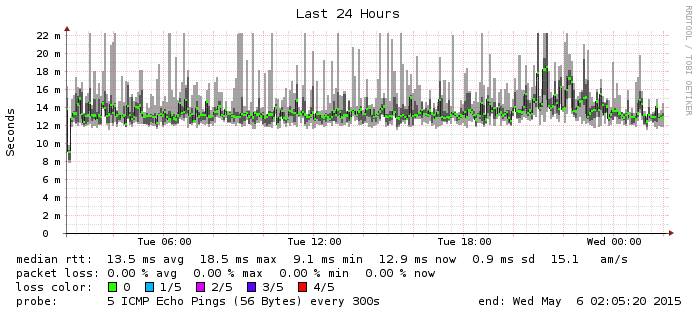 Last 24 Hours
RRDTOOL / TOBI OETIKER
Seconds
22 m
20 m
18 m
16 m
14 m
12 m
10 m
8 m
6 m
4 m
2 m
0
Tue 06:00 Tue 12:00 Tue 18:00 Wed 00:00
median rtt: 13.5 ms avg 18.5 ms max 9.1 ms min 12.9 ms now 0.9 ms sd 15.1 am/s
packet loss: 0.00 % avg 0.00 % max 0.00 % min 0.00 % now
loss color: 0 1/5 2/5 3/5 4/5
probe: 5 ICMP Echo Pings (56 Bytes) every 300s end: Wed May 6 02:05:20 2015